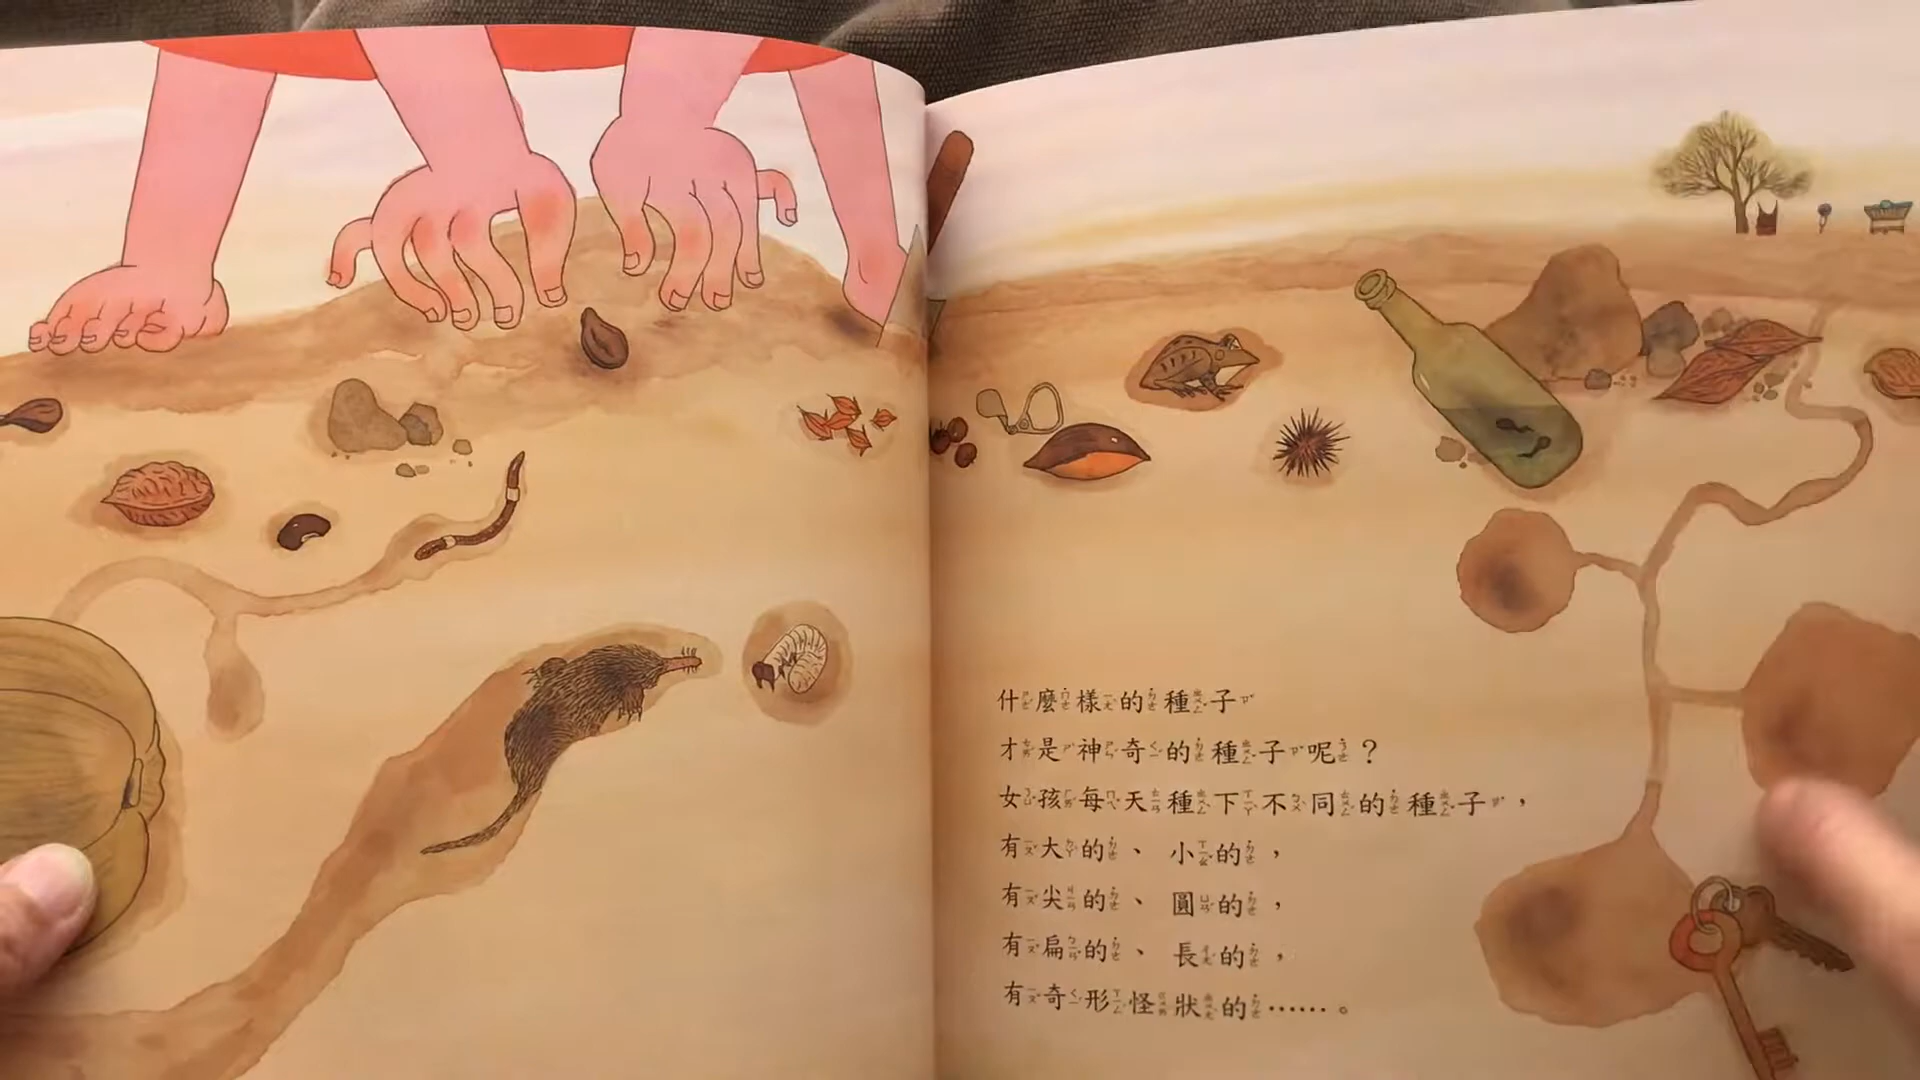 什麼樣的種子
才是神奇的種子呢？
女孩每天種下不同的種子，
有大的、小的，
有尖的、圓的，
有扁的、長的，
有奇形怪狀的⋯⋯。